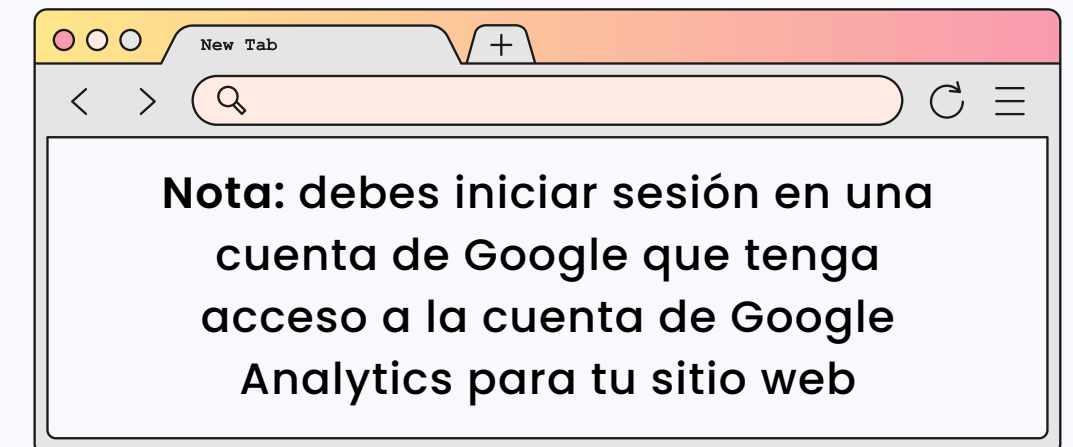 New Tab
Nota: debes iniciar sesión en una
cuenta de Google que tenga
acceso a la cuenta de Google
Analytics para tu sitio web